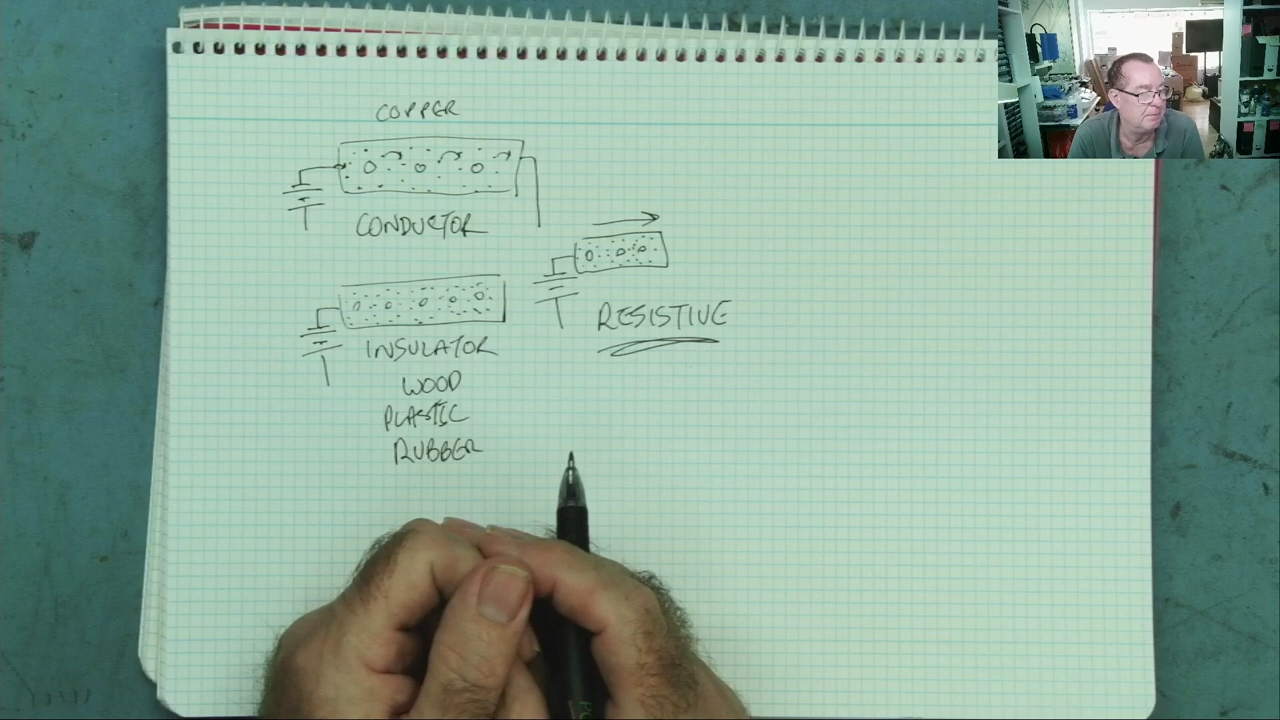 COPPER
CONDUCTOR
INSULATOR
WOOD
PLASTIC
RUBBER
RESISTIVE